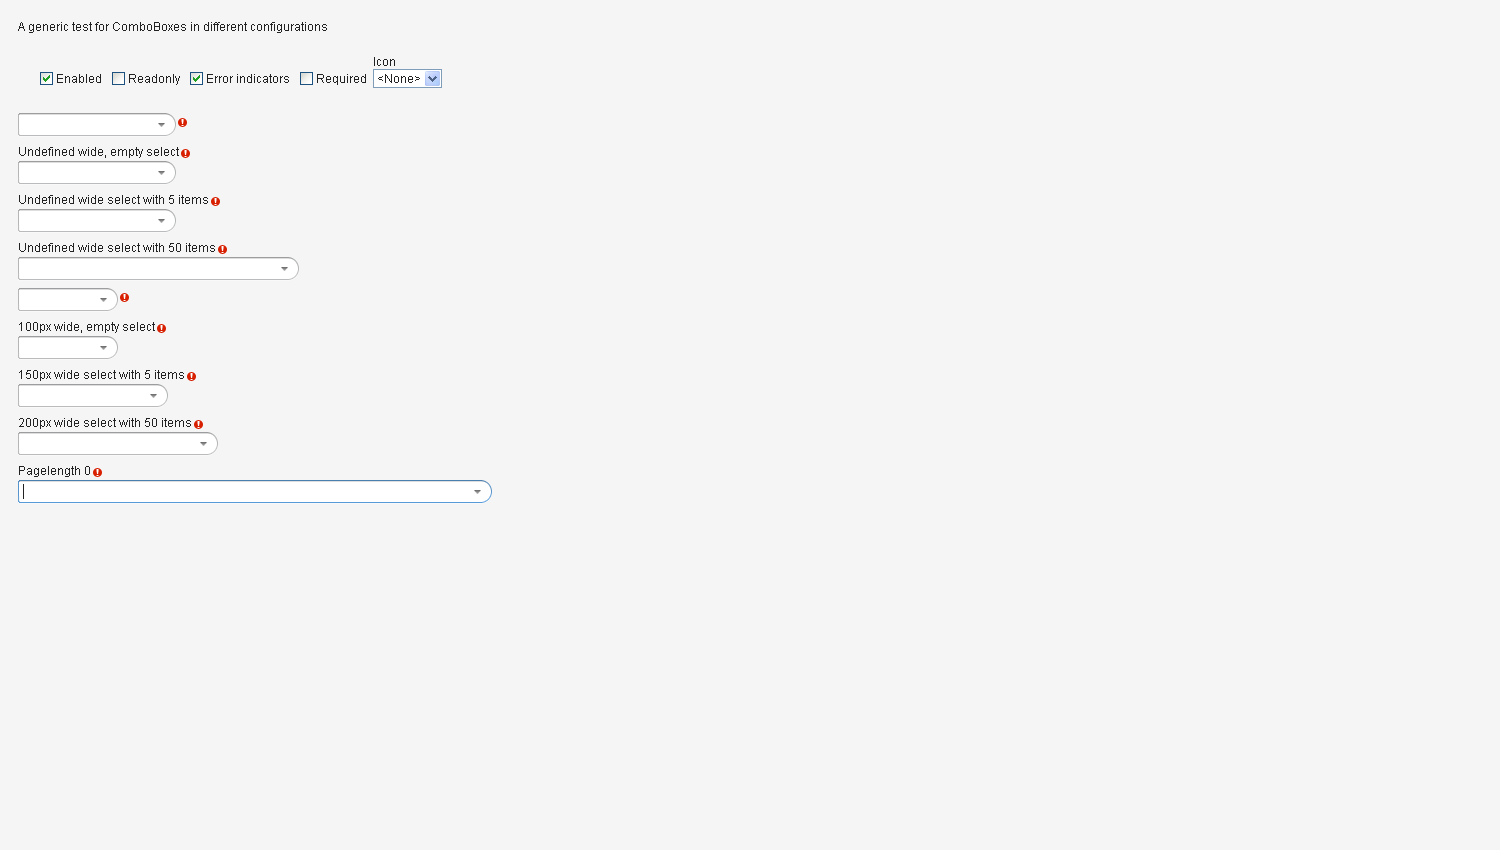 A generic test for ComboBoxes in different configurations
Icon
Enabled Readonly Error indicators Required <None>
Undefined wide, empty select
Undefined wide select with 5 items
Undefined wide select with 50 items
100px wide, empty select
150px wide select with 5 items
200px wide select with 50 items
Pagelength 0